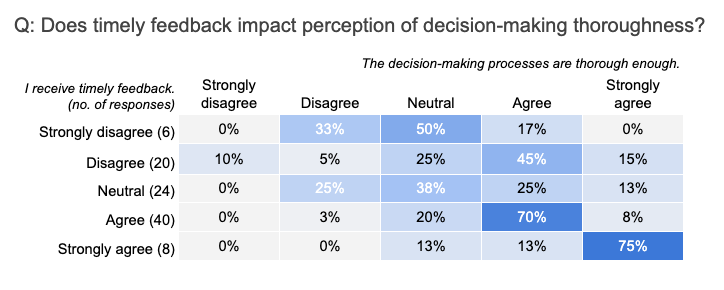 Q: Does timely feedback impact perception of decision-making thoroughness?
The decision-making processes are thorough enough.
I receive timely feedback.
(no. of responses)
Strongly disagree
Disagree
Neutral
Agree
Strongly agree
Strongly disagree (6) 0% 33% 50% 17% 0%
Disagree (20) 10% 5% 25% 45% 15%
Neutral (24) 0% 25% 38% 25% 13%
Agree (40) 0% 3% 20% 70% 8%
Strongly agree (8) 0% 0% 13% 13% 75%